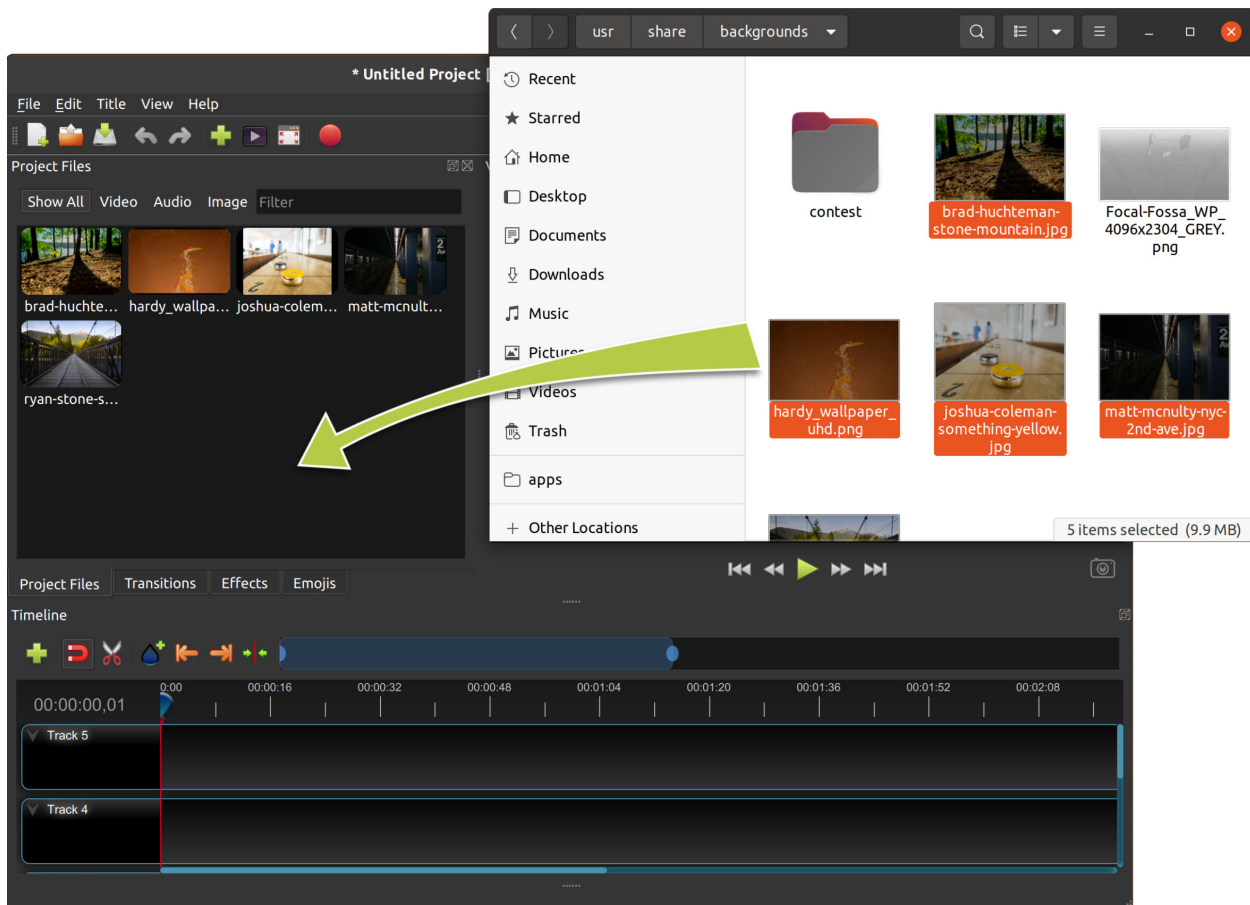 usr share backgrounds
* Untitled Project [
File Edit Title View Help
Project Files
Show All Video Audio Image Filter
brad-huchte... hardy_wallpa... joshua-colem... matt-mcnult...
ryan-stone-s...
Recent
Starred
Home
Desktop
Documents
Downloads
Music
Pictures
Videos
Trash
apps
+ Other Locations
contest
brad-huchteman-
stone-mountain.jpg
Focal-Fossa_WP_
4096x2304_GREY.
png
hardy_wallpaper_
uhd.png
joshua-coleman-
something-yellow.
jpg
matt-mcnulty-nyc-
2nd-ave.jpg
5 items selected (9.9 MB)
Project Files Transitions Effects Emojis
Timeline
00:00:00,01
0:00 00:00:16 00:00:32 00:00:48 00:01:04 00:01:20 00:01:36 00:01:52 00:02:08
Track 5
Track 4